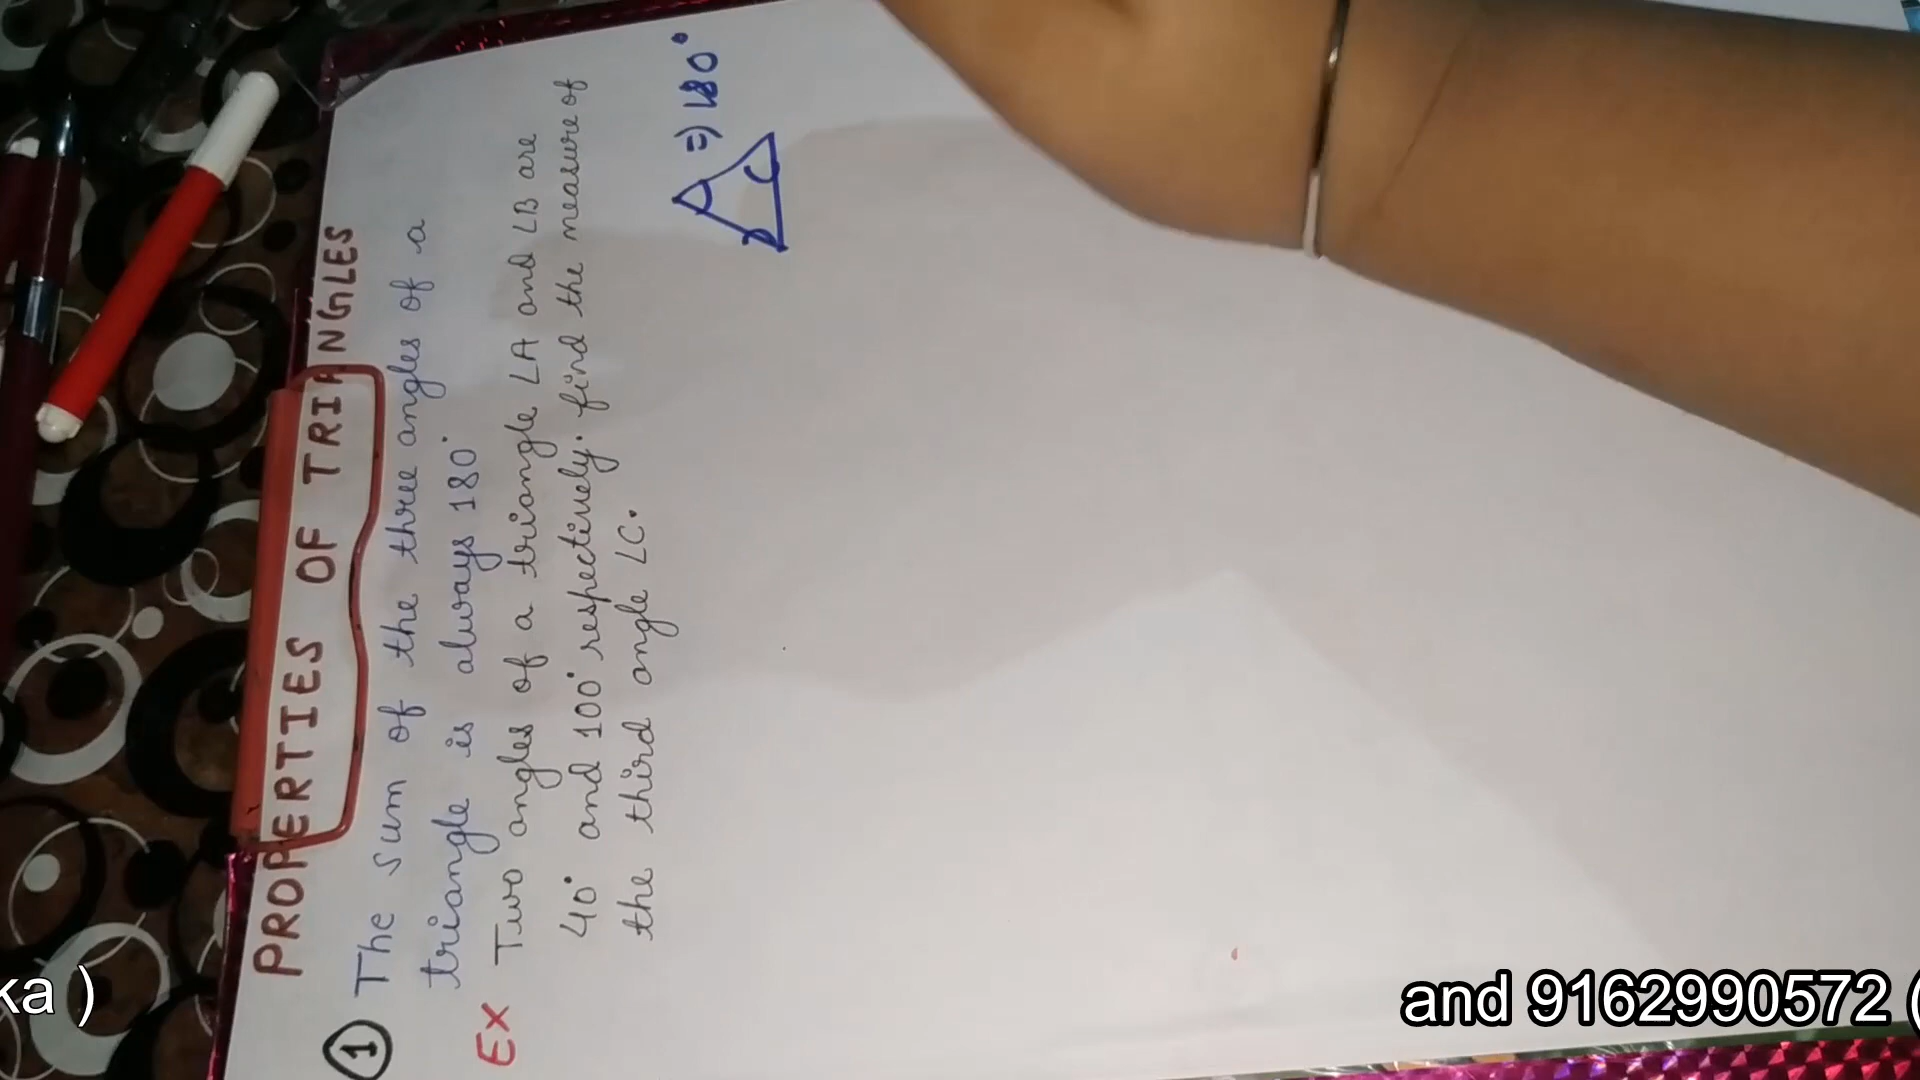 PROPERTIES OF TRIANGLES
1 The sum of the three angles of a
triangle is always 180°
Ex Two angles of a triangle ∠A and ∠B are
40° and 100° respectively. find the measure of
the third angle ∠C.
=) 180°
ka )
and 9162990572 (